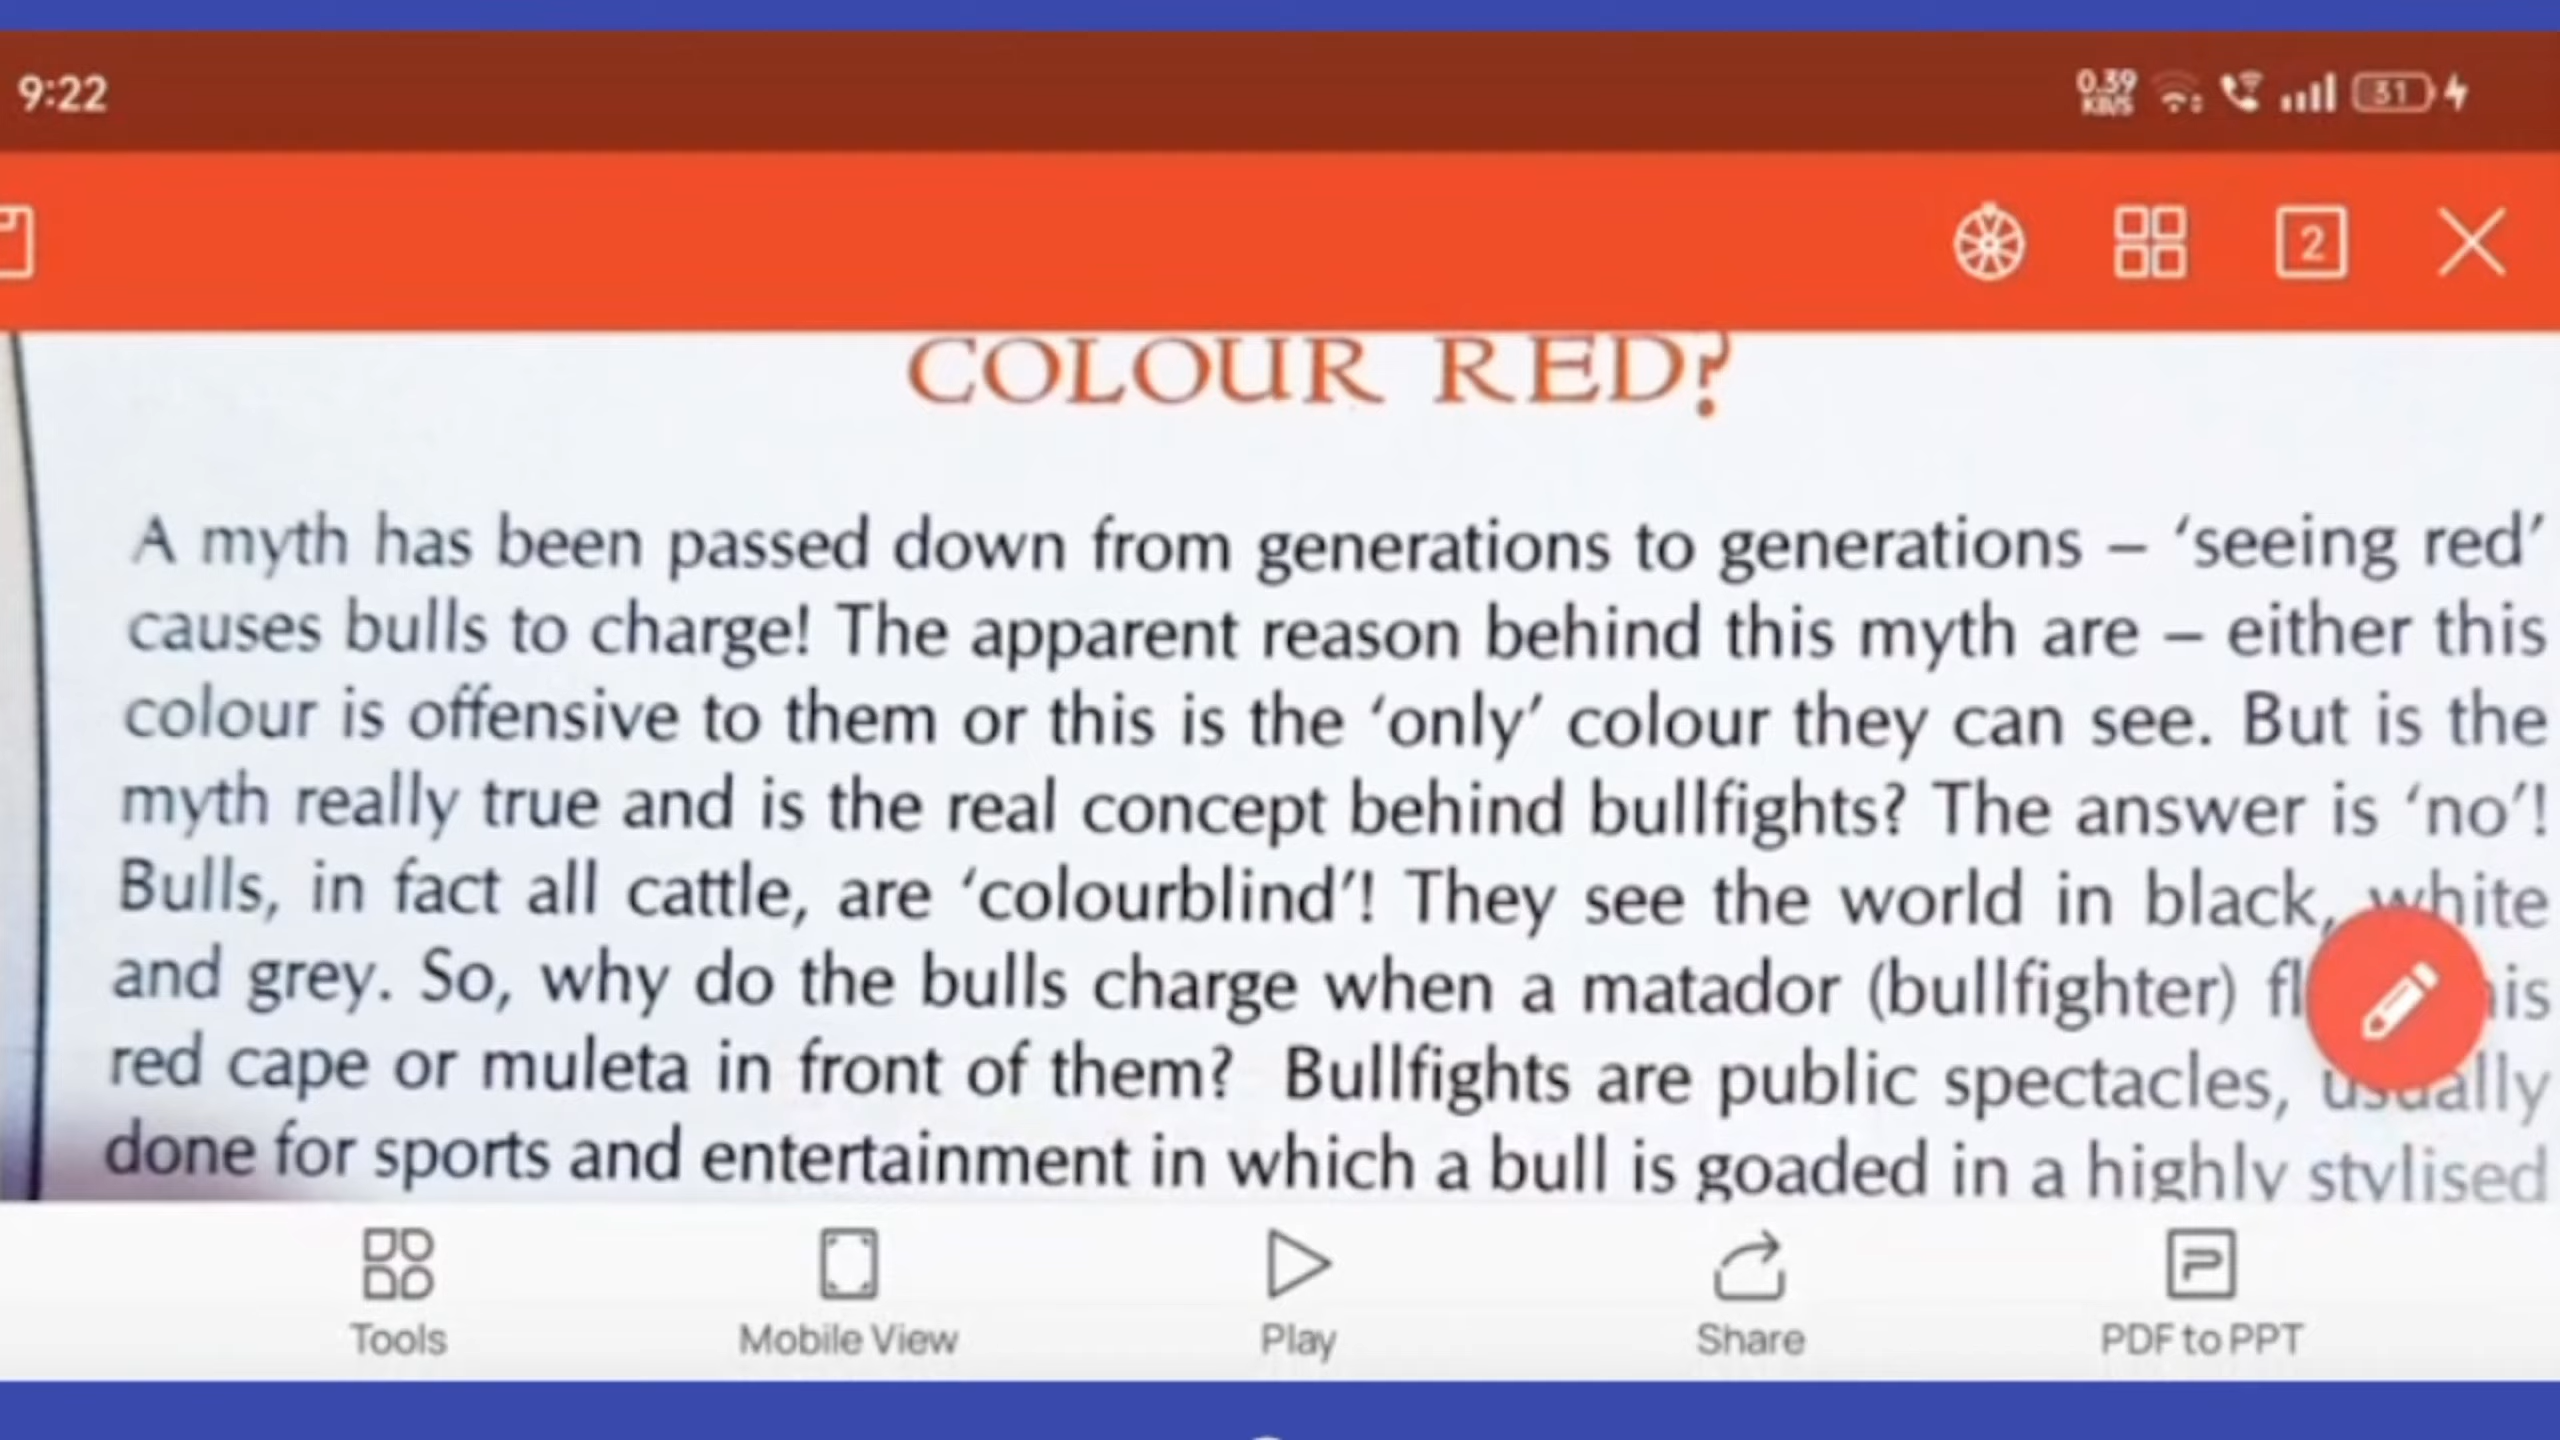 9:22
0.39 KB/S
31
2
COLOUR RED?
A myth has been passed down from generations to generations – ‘seeing red’
causes bulls to charge! The apparent reason behind this myth are – either this
colour is offensive to them or this is the ‘only’ colour they can see. But is the
myth really true and is the real concept behind bullfights? The answer is ‘no’!
Bulls, in fact all cattle, are ‘colourblind’! They see the world in black, white
and grey. So, why do the bulls charge when a matador (bullfighter)
red cape or muleta in front of them? Bullfights are public spectacles, usually
done for sports and entertainment in which a bull is goaded in a highly stylised
Tools
Mobile View
Play
Share
PDF to PPT